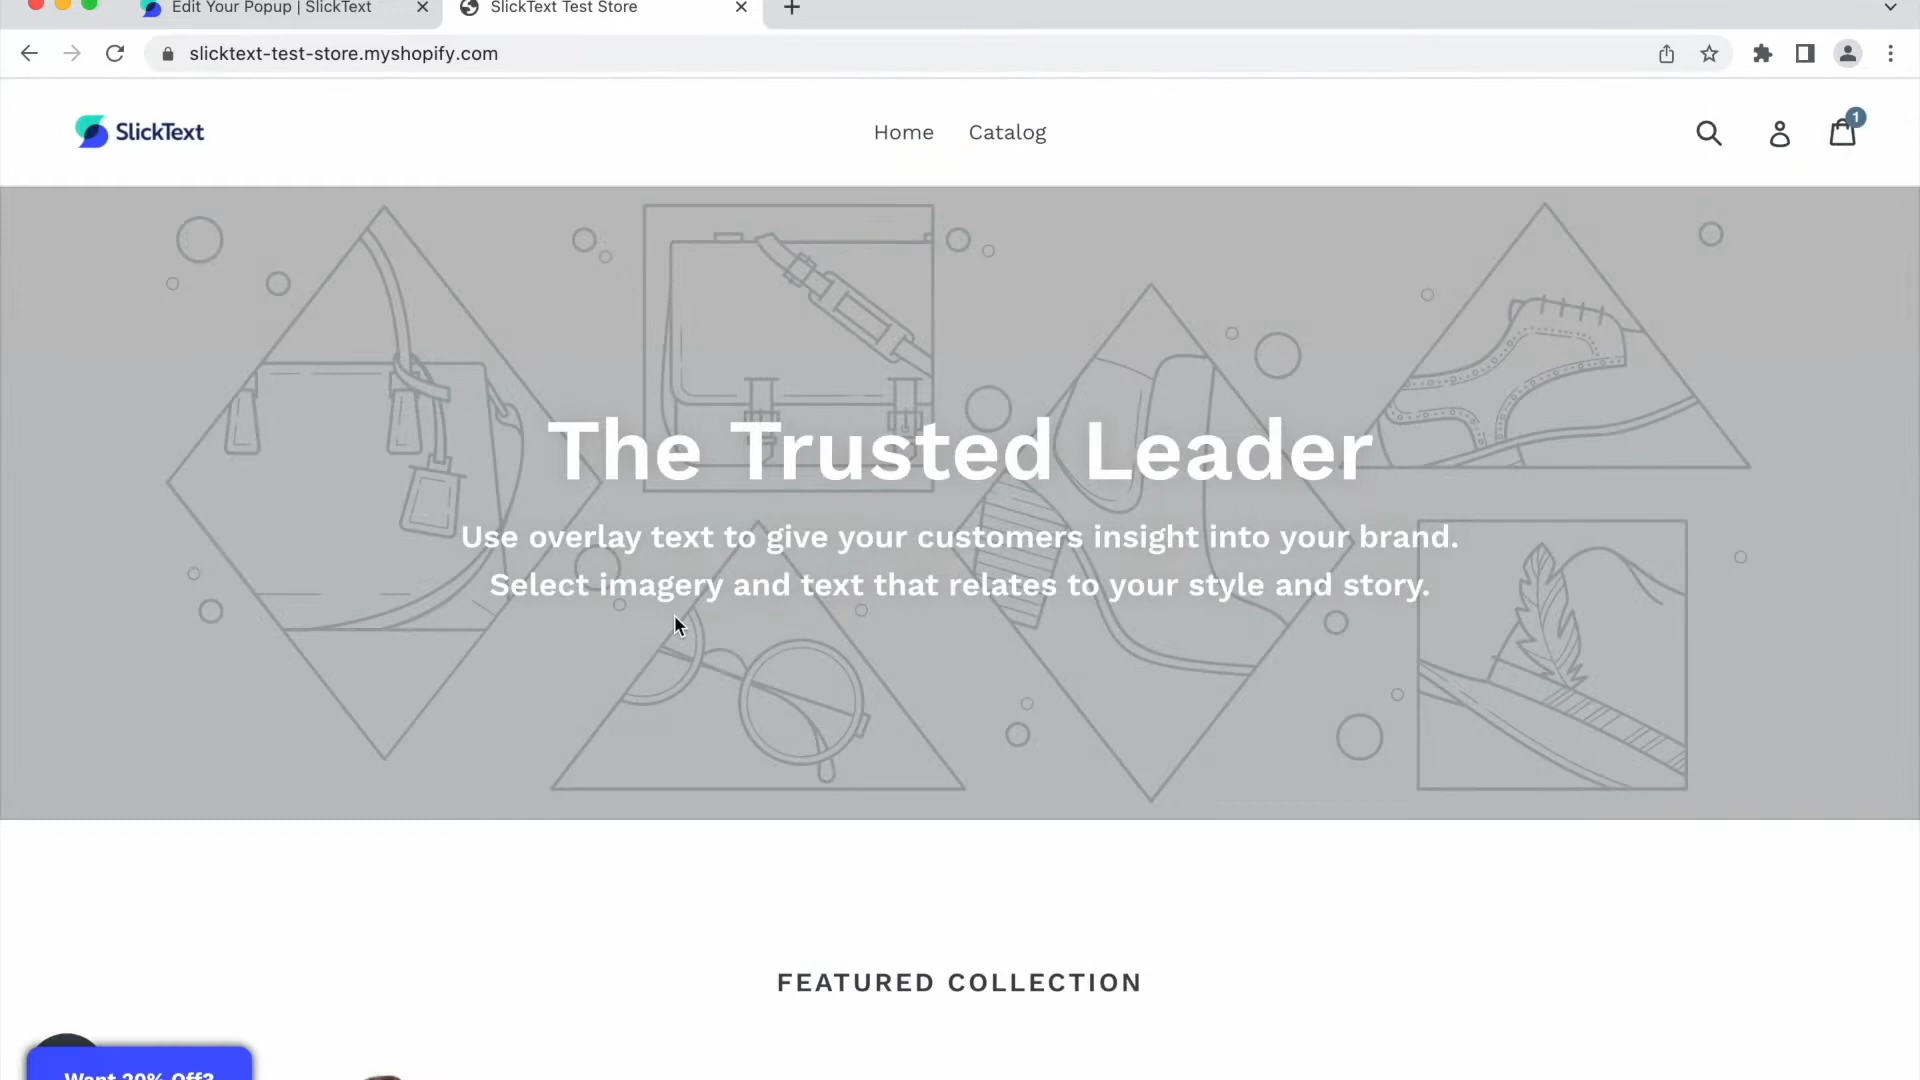 Edit Your Popup | SlickText
SlickText Test Store
slicktext-test-store.myshopify.com
SlickText
Home
Catalog
1
The Trusted Leader
Use overlay text to give your customers insight into your brand.
Select imagery and text that relates to your style and story.
FEATURED COLLECTION
Want 20% Off?